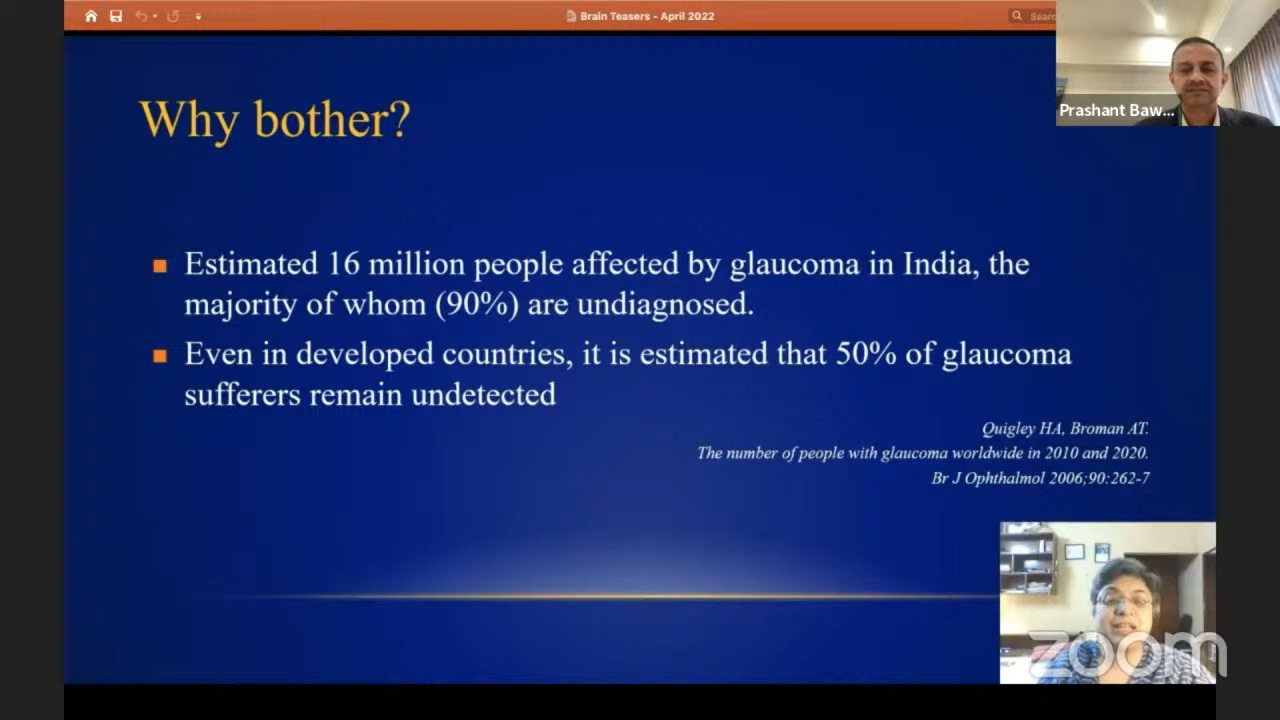 Brain Teasers - April 2022
Sear
Prashant Baw...
Why bother?
Estimated 16 million people affected by glaucoma in India, the
majority of whom (90%) are undiagnosed.
Even in developed countries, it is estimated that 50% of glaucoma
sufferers remain undetected
Quigley HA, Broman AT.
The number of people with glaucoma worldwide in 2010 and 2020.
Br J Ophthalmol 2006;90:262-7
zoom